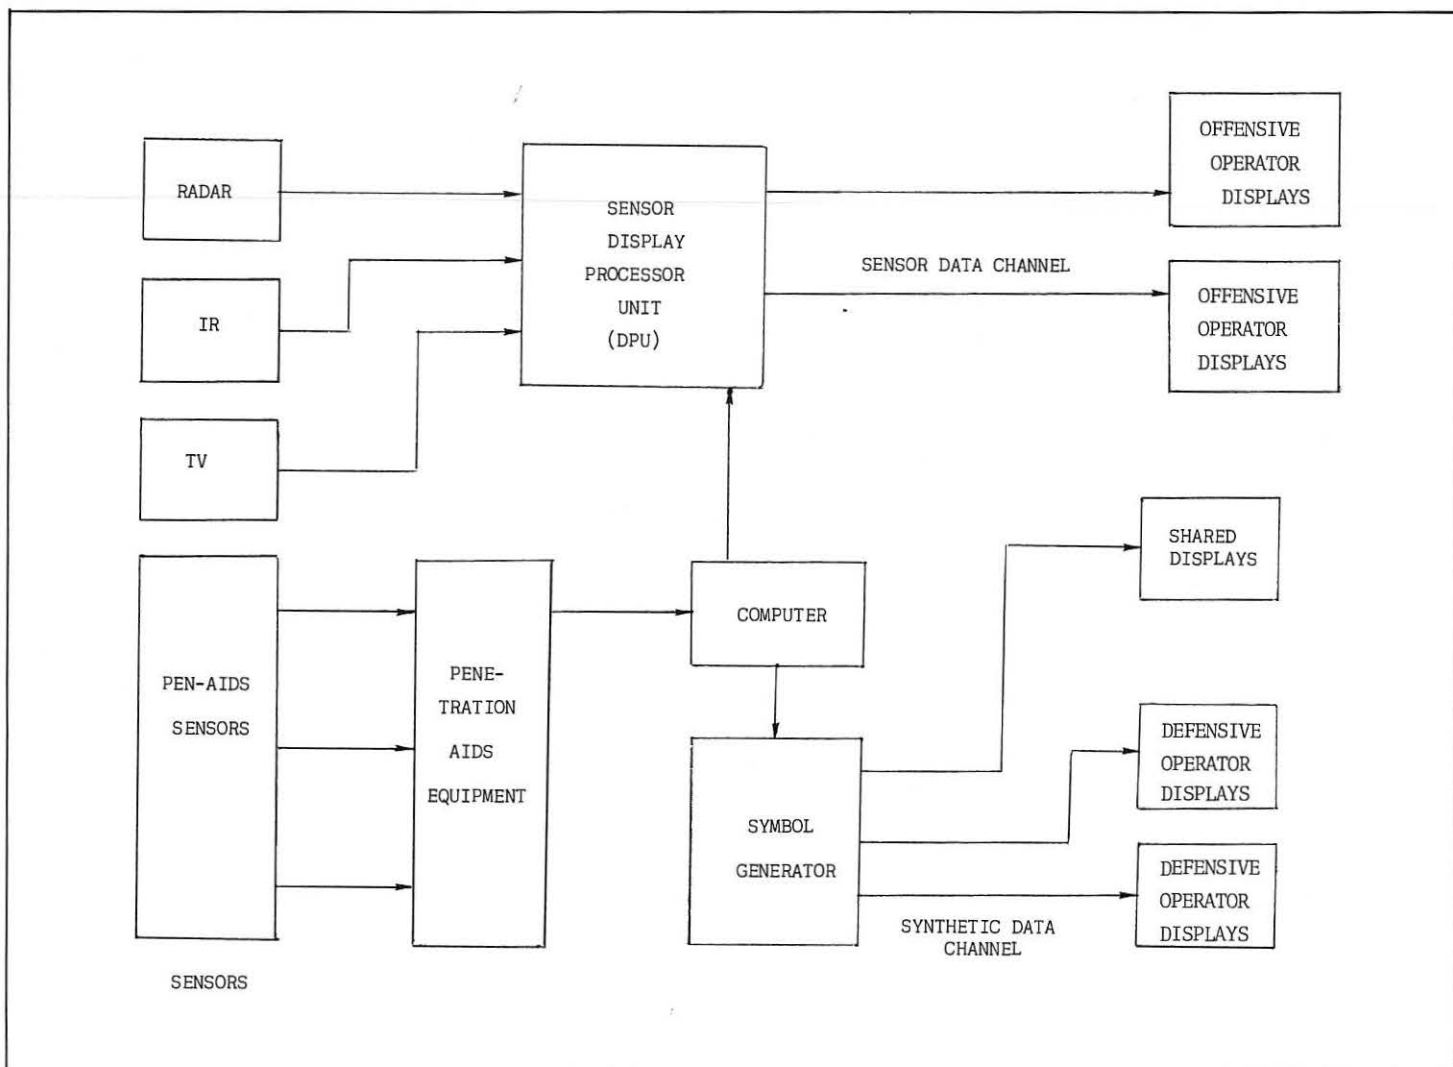 RADAR
IR
TV
PEN-AIDS
SENSORS
SENSORS
PENE-
TRATION
AIDS
EQUIPMENT
SENSOR
DISPLAY
PROCESSOR
UNIT
(DPU)
COMPUTER
SYMBOL
GENERATOR
SENSOR DATA CHANNEL
SYNTHETIC DATA
CHANNEL
OFFENSIVE
OPERATOR
DISPLAYS
OFFENSIVE
OPERATOR
DISPLAYS
SHARED
DISPLAYS
DEFENSIVE
OPERATOR
DISPLAYS
DEFENSIVE
OPERATOR
DISPLAYS